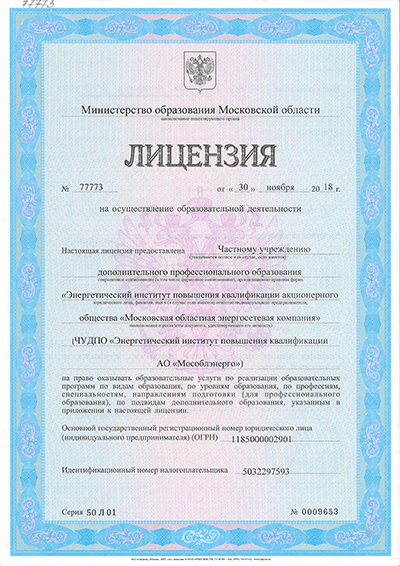 77773
Министерство образования Московской области
наименование лицензирующего органа
ЛИЦЕНЗИЯ
№ 77773 от « 30 » ноября 20 18 г.
на осуществление образовательной деятельности
Настоящая лицензия предоставлена Частному учреждению
(указываются полное и (в случае, если имеется)
дополнительного профессионального образования
сокращенное наименование (в том числе фирменное наименование), организационно-правовая форма
«Энергетический институт повышения квалификации акционерного
юридического лица, фамилия, имя и (в случае если имеется) отчество индивидуального предпринимателя,
общества «Московская областная энергосетевая компания»
наименование и реквизиты документа, удостоверяющего его личность)
(ЧУДПО «Энергетический институт повышения квалификации
АО «Мособлэнерго»)
на право оказывать образовательные услуги по реализации образовательных
программ по видам образования, по уровням образования, по профессиям,
специальностям, направлениям подготовки (для профессионального
образования), по подвидам дополнительного образования, указанным в
приложении к настоящей лицензии.
Основной государственный регистрационный номер юридического лица
(индивидуального предпринимателя) (ОГРН) 1185000002901
Идентификационный номер налогоплательщика 5032297593
Серия 50 Л 01 № 0009653